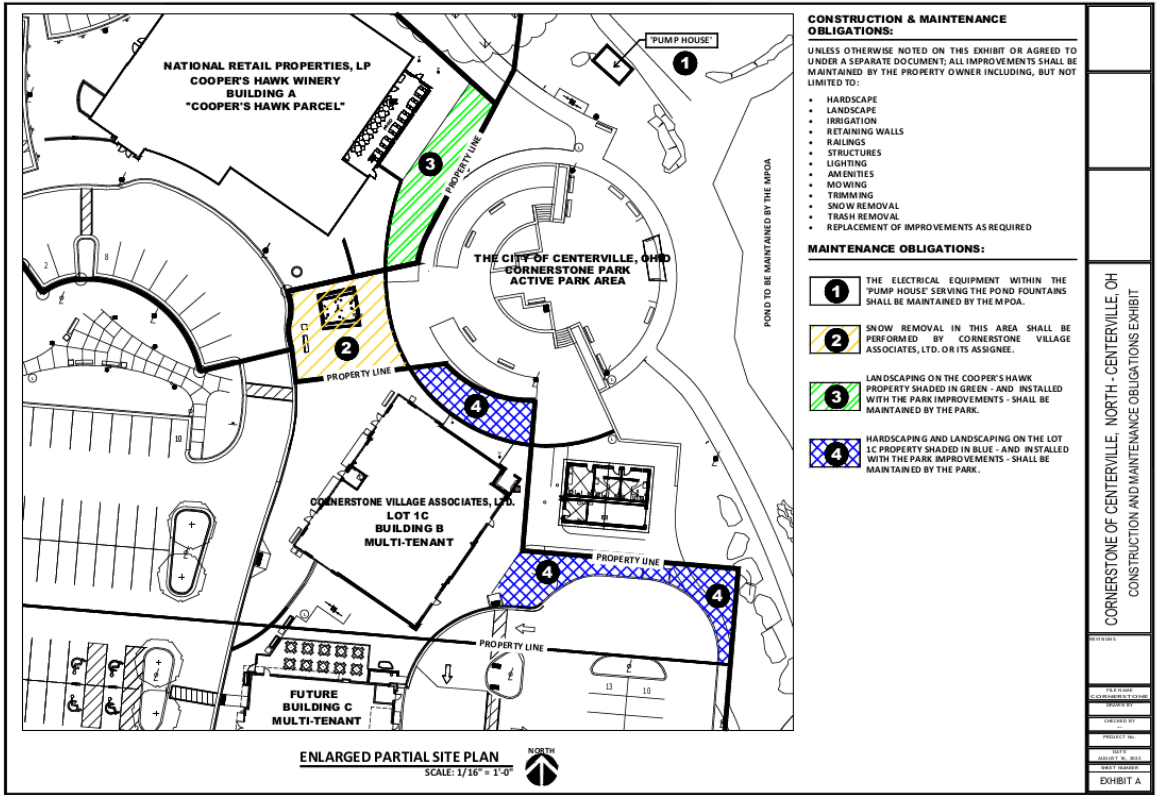 NATIONAL RETAIL PROPERTIES, LP
COOPER'S HAWK WINERY
BUILDING A
"COOPER'S HAWK PARCEL"
'PUMP HOUSE'
1
3
PROPERTY LINE
POND TO BE MAINTAINED BY THE MPOA
THE CITY OF CENTERVILLE, OHIO
CORNERSTONE PARK
ACTIVE PARK AREA
2
8
2
PROPERTY LINE
4
10
CORNERSTONE VILLAGE ASSOCIATES, LTD.
LOT 1C
BUILDING B
MULTI-TENANT
PROPERTY LINE
4
4
PROPERTY LINE
13
10
FUTURE
BUILDING C
MULTI-TENANT
ENLARGED PARTIAL SITE PLAN
SCALE: 1/16" = 1'-0"
NORTH
CONSTRUCTION & MAINTENANCE
OBLIGATIONS:
UNLESS OTHERWISE NOTED ON THIS EXHIBIT OR AGREED TO
UNDER A SEPARATE DOCUMENT; ALL IMPROVEMENTS SHALL BE
MAINTAINED BY THE PROPERTY OWNER INCLUDING, BUT NOT
LIMITED TO:
• HARDSCAPE
• LANDSCAPE
• IRRIGATION
• RETAINING WALLS
• RAILINGS
• STRUCTURES
• LIGHTING
• AMENITIES
• MOWING
• TRIMMING
• SNOW REMOVAL
• TRASH REMOVAL
• REPLACEMENT OF IMPROVEMENTS AS REQUIRED
MAINTENANCE OBLIGATIONS:
1
THE ELECTRICAL EQUIPMENT WITHIN THE
'PUMP HOUSE' SERVING THE POND FOUNTAINS
SHALL BE MAINTAINED BY THE MPOA.
2
SNOW REMOVAL IN THIS AREA SHALL BE
PERFORMED BY CORNERSTONE VILLAGE
ASSOCIATES, LTD. OR ITS ASSIGNEE.
3
LANDSCAPING ON THE COOPER'S HAWK
PROPERTY SHADED IN GREEN - AND INSTALLED
WITH THE PARK IMPROVEMENTS - SHALL BE
MAINTAINED BY THE PARK.
4
HARDSCAPING AND LANDSCAPING ON THE LOT
1C PROPERTY SHADED IN BLUE - AND INSTALLED
WITH THE PARK IMPROVEMENTS - SHALL BE
MAINTAINED BY THE PARK.
CORNERSTONE OF CENTERVILLE, NORTH - CENTERVILLE, OH
CONSTRUCTION AND MAINTENANCE OBLIGATIONS EXHIBIT
REVISIONS:
FILE NAME
CORNERSTONE
DRAWN BY
CHECKED BY
PROJECT No.
DATE
AUGUST 16, 2022
SHEET NUMBER
EXHIBIT A